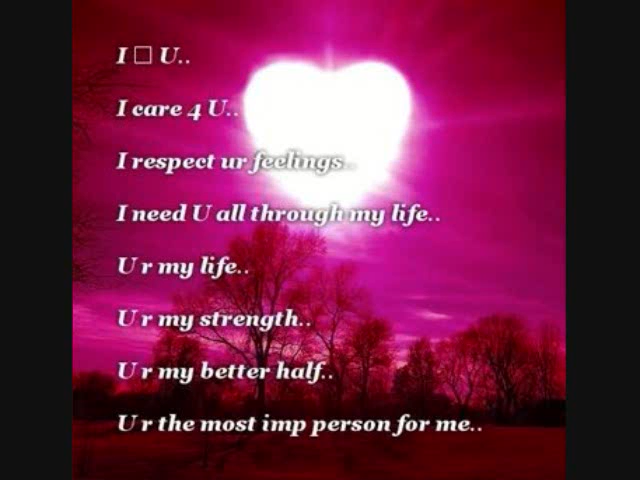 I □ U..
I care 4 U..
I respect ur feelings..
I need U all through my life..
U r my life..
U r my strength..
U r my better half..
U r the most imp person for me..